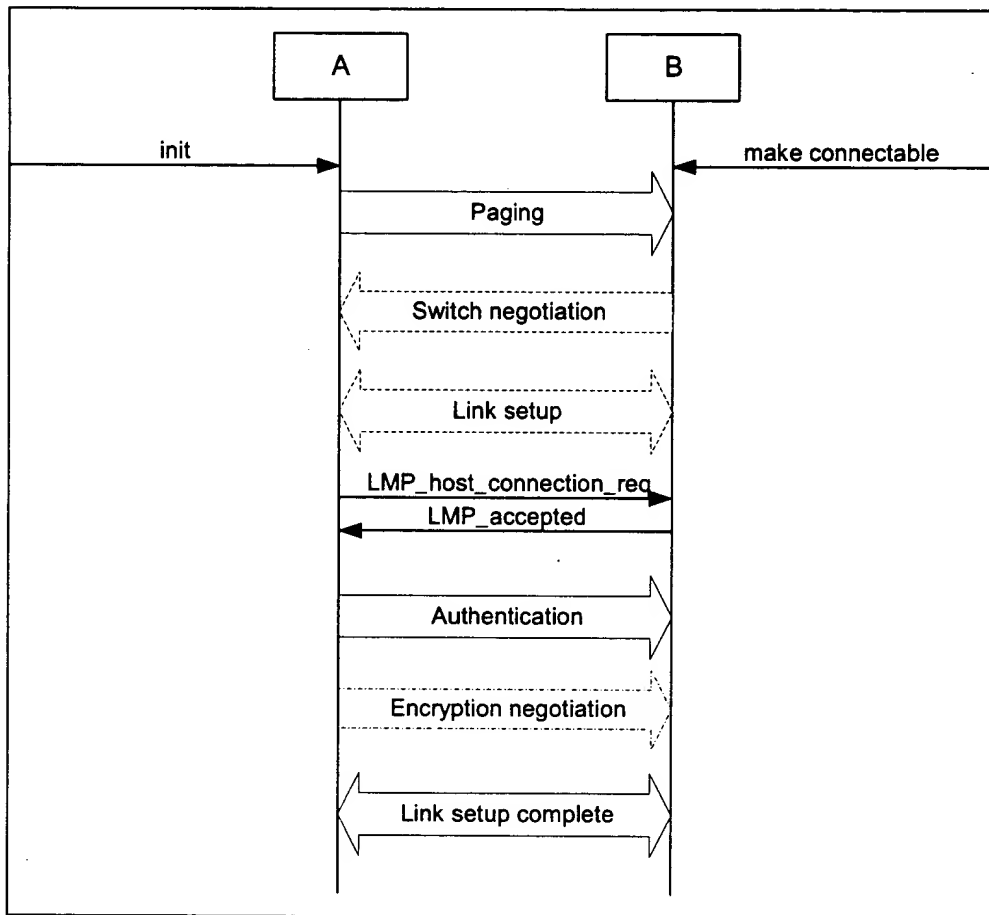 A
B
init
make connectable
Paging
Switch negotiation
Link setup
LMP_host_connection_req
LMP_accepted
Authentication
Encryption negotiation
Link setup complete